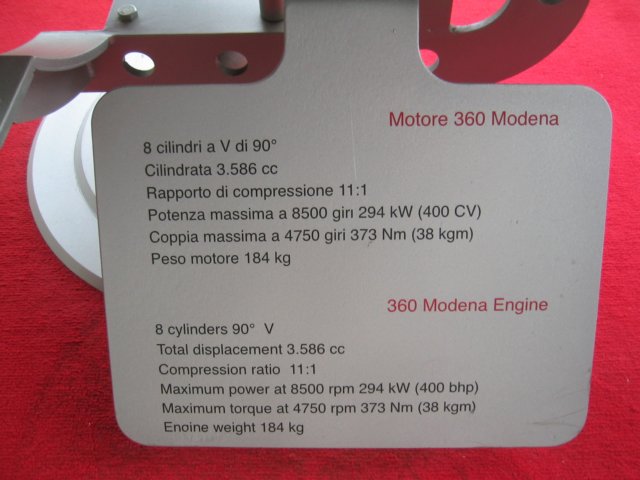 Motore 360 Modena
8 cilindri a V di 90°
Cilindrata 3.586 cc
Rapporto di compressione 11:1
Potenza massima a 8500 giri 294 kW (400 CV)
Coppia massima a 4750 giri 373 Nm (38 kgm)
Peso motore 184 kg
360 Modena Engine
8 cylinders 90° V
Total displacement 3.586 cc
Compression ratio 11:1
Maximum power at 8500 rpm 294 kW (400 bhp)
Maximum torque at 4750 rpm 373 Nm (38 kgm)
Engine weight 184 kg